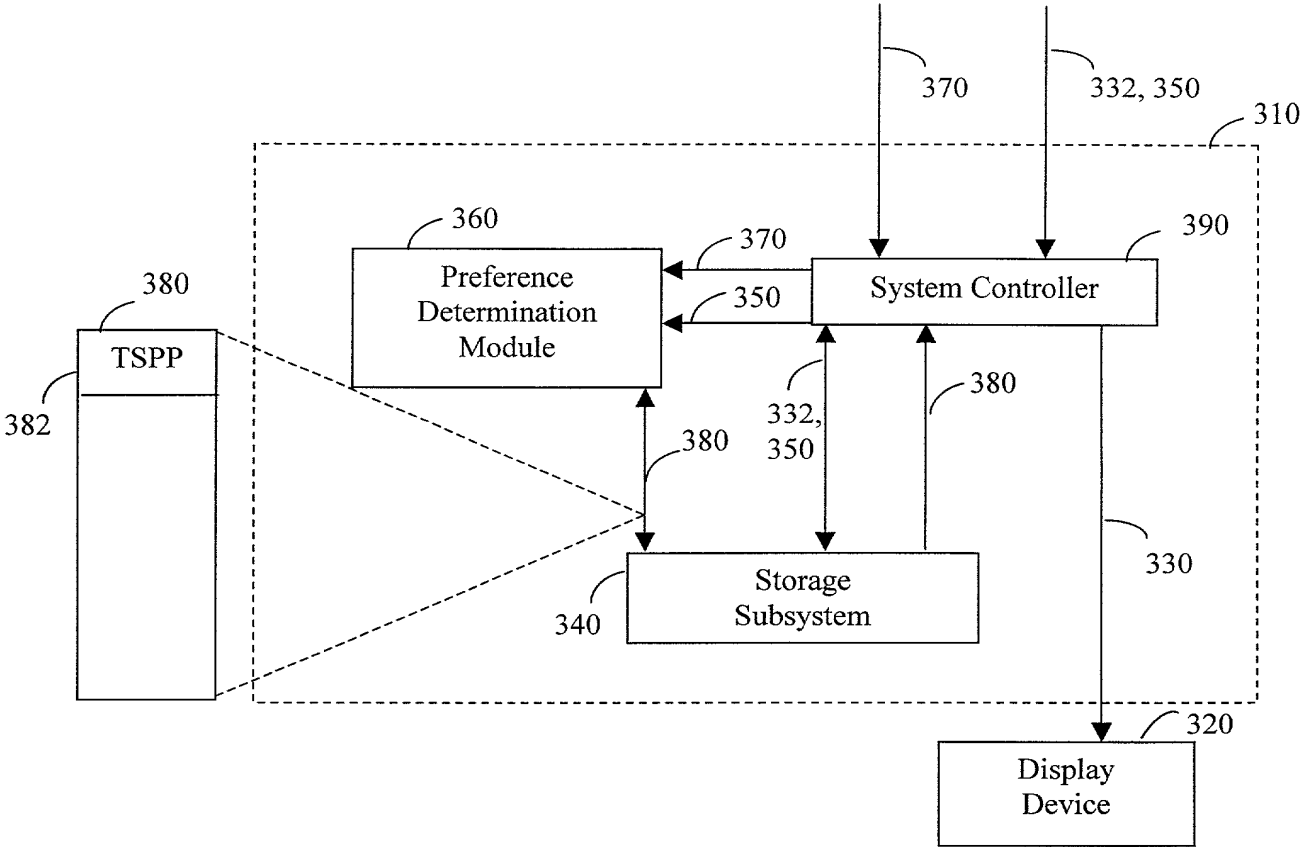 370
332, 350
310
360
370
390
Preference
Determination
Module
System Controller
350
380
TSPP
382
332,
350
380
380
330
Storage
Subsystem
340
320
Display
Device